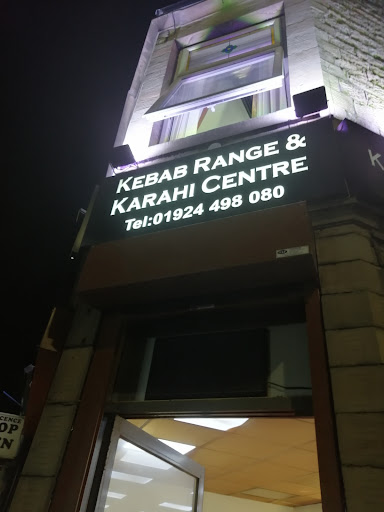 KEBAB RANGE &
KARAHI CENTRE
Tel:01924 498 080
K